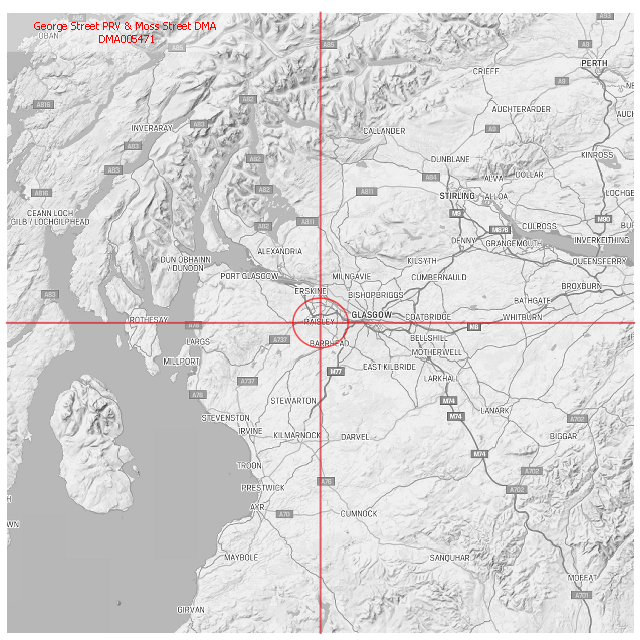 George Street PRV & Moss Street DMA
DMA005471
OBAN
A85
A85
A83
A9
PERTH
CRIEFF
A9
A816
A82
AUCHTERARDER
INVERARAY
A83
CALLANDER
A9
A83
DUNBLANE
KINROSS
A83
A82
A84
ALVA
DOLLAR
A816
A82
A811
STIRLING
ALLOA
CEANN LOCH
GILB / LOCHGILPHEAD
A82
A811
M9
M90
CULROSS
M876
DENNY
GRANGEMOUTH
INVERKEITHING
ALEXANDRIA
DUN OBHAINN
/ DUNOON
KILSYTH
QUEENSFERRY
PORT GLASGOW
MILNGAVIE
CUMBERNAULD
BROXBURN
A83
ERSKINE
BISHOPBRIGGS
BATHGATE
ROTHESAY
PAISLEY
GLASGOW
COATBRIDGE
WHITBURN
A78
M8
LARGS
A737
BARRHEAD
BELLSHILL
MOTHERWELL
MILLPORT
M77
EAST KILBRIDE
A737
LARKHALL
A78
STEWARTON
M74
LANARK
STEVENSTON
M74
A702
IRVINE
KILMARNOCK
DARVEL
BIGGAR
M74
TROON
A702
PRESTWICK
A76
A702
AYR
A70
CUMNOCK
MAYBOLE
SANQUHAR
MOFFAT
A701
GIRVAN